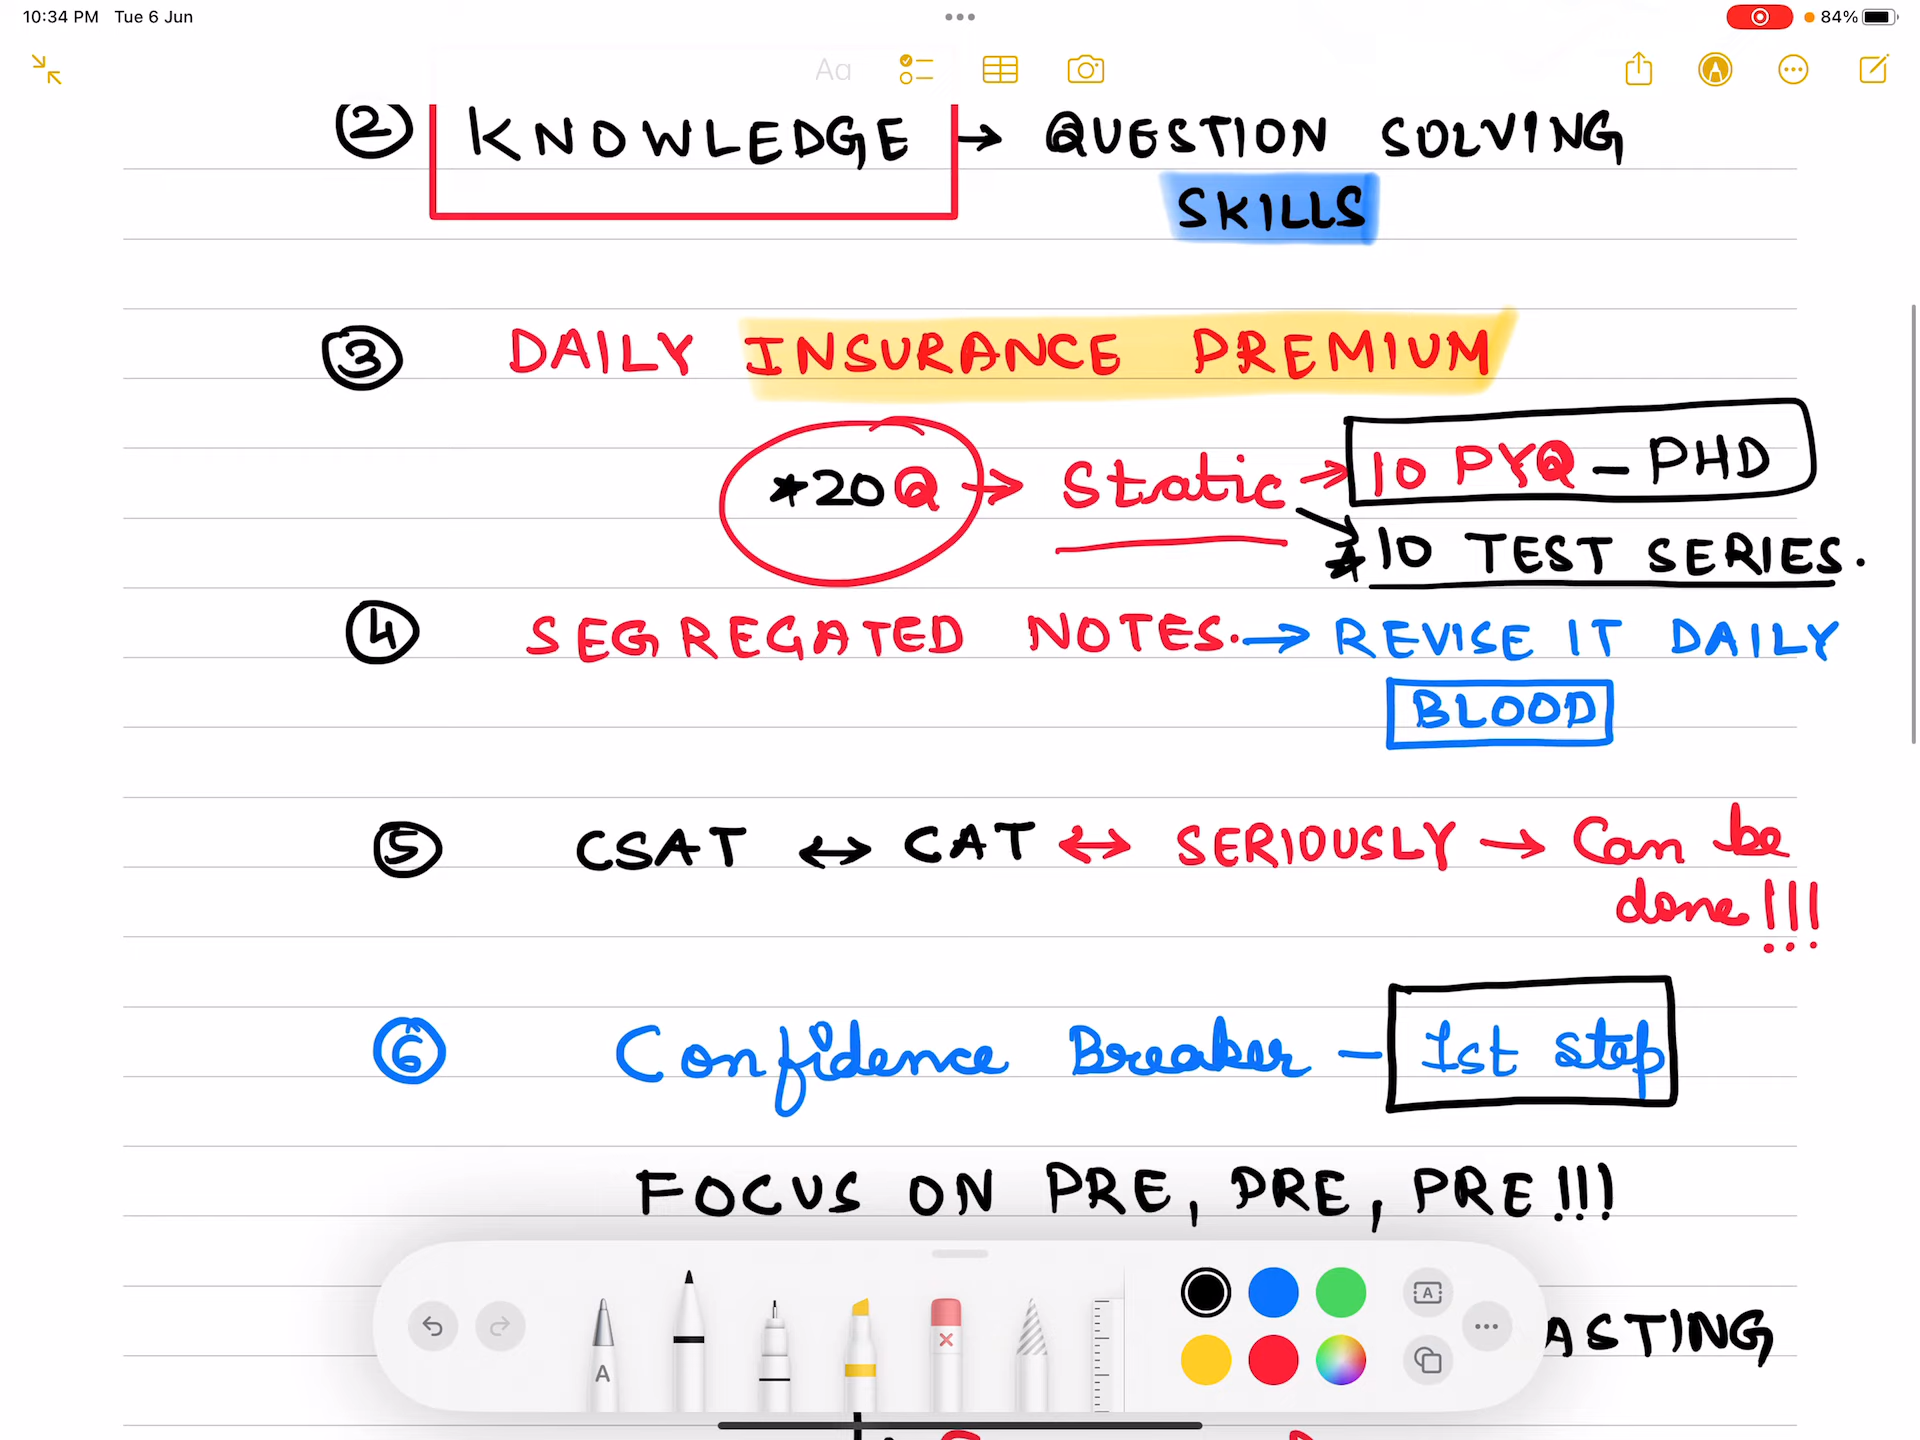 10:34 PM Tue 6 Jun
84%
Aa
② KNOWLEDGE → QUESTION SOLVING
SKILLS
③ DAILY INSURANCE PREMIUM
*20Q → Static → 10 PYQ - PHD
10 TEST SERIES.
④ SEGREGATED NOTES. → REVISE IT DAILY
BLOOD
⑤ CSAT ↔ CAT ↔ SERIOUSLY → Can be
done!!!
⑥ Confidence Breaker - 1st step
FOCUS ON PRE, PRE, PRE!!!
A
A
ASTING